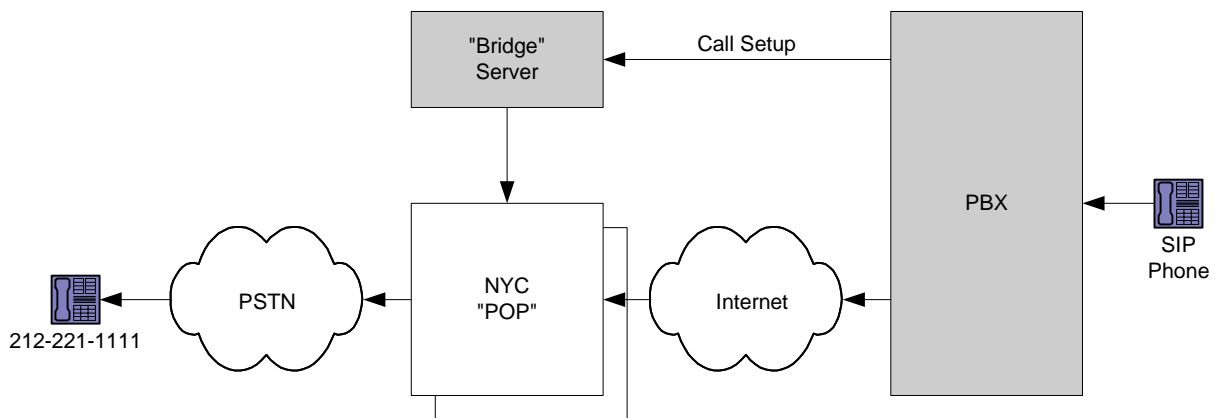 "Bridge"
Server
Call Setup
PBX
SIP
Phone
NYC
"POP"
Internet
PSTN
212-221-1111